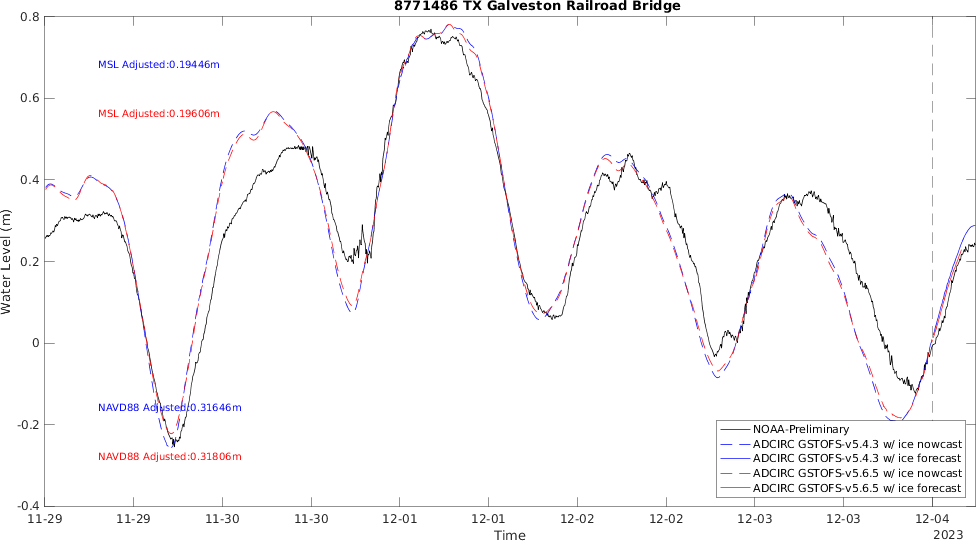 8771486 TX Galveston Railroad Bridge
0.8
0.6
0.4
0.2
0
-0.2
-0.4
Water Level (m)
MSL Adjusted:0.19446m
MSL Adjusted:0.19606m
NAVD88 Adjusted:0.31646m
NAVD88 Adjusted:0.31806m
NOAA-Preliminary
ADCIRC GSTOFS-v5.4.3 w/ ice nowcast
ADCIRC GSTOFS-v5.4.3 w/ ice forecast
ADCIRC GSTOFS-v5.6.5 w/ ice nowcast
ADCIRC GSTOFS-v5.6.5 w/ ice forecast
11-29 11-29 11-30 11-30 12-01 12-01 12-02 12-02 12-03 12-03 12-04
Time
2023